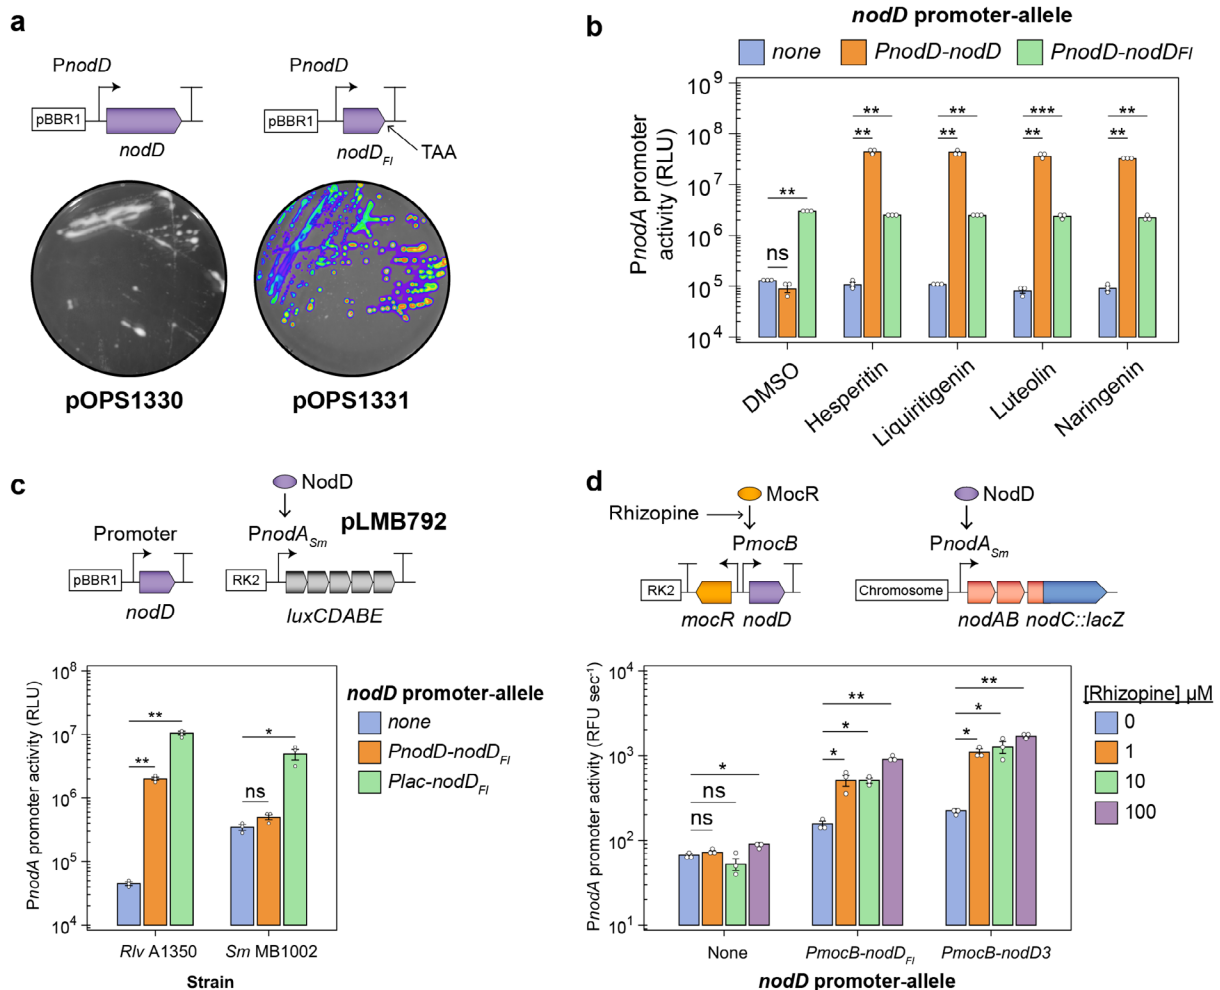 a
PnodD
PnodD
pBBR1
pBBR1
nodD
nodDFI
TAA
pOPS1330
pOPS1331
b
nodD promoter-allele
none
PnodD-nodD
PnodD-nodDFI
PnodA promoter
activity (RLU)
10⁹
10⁸
10⁷
10⁶
10⁵
10⁴
ns
**
**
**
**
**
**
***
**
**
DMSO
Hesperitin
Liquiritigenin
Luteolin
Naringenin
c
NodD
Promoter
PnodASm
pLMB792
pBBR1
RK2
nodD
luxCDABE
PnodA promoter activity (RLU)
10⁸
10⁷
10⁶
10⁵
10⁴
**
**
*
ns
Rlv A1350
Sm MB1002
Strain
nodD promoter-allele
none
PnodD-nodDFI
Plac-nodDFI
d
MocR
NodD
Rhizopine
PmocB
PnodASm
RK2
Chromosome
mocR
nodD
nodAB
nodC::lacZ
PnodA promoter activity (RFU sec⁻¹)
10⁴
10³
10²
10¹
*
ns
ns
**
*
*
**
*
*
None
PmocB-nodDFI
PmocB-nodD3
nodD promoter-allele
[Rhizopine] µM
0
1
10
100